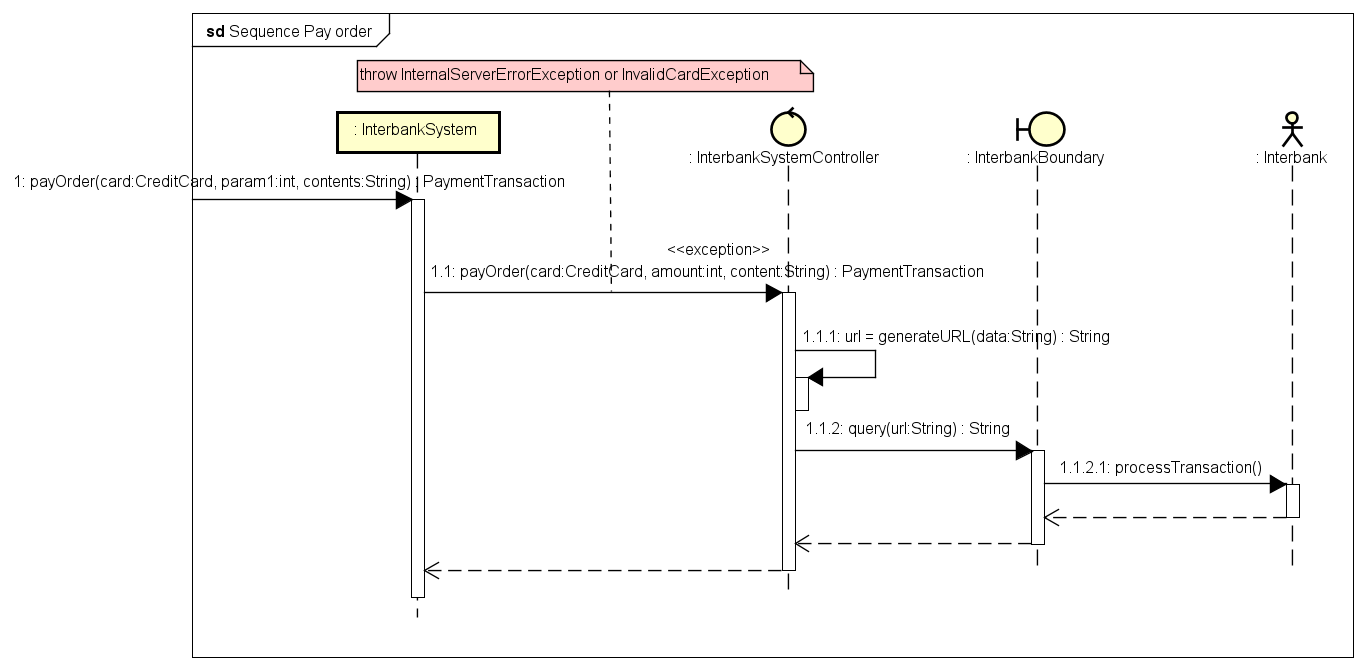 sd Sequence Pay order
throw InternalServerErrorException or InvalidCardException
: InterbankSystem
: InterbankSystemController
: InterbankBoundary
: Interbank
1: payOrder(card:CreditCard, param1:int, contents:String) : PaymentTransaction
<<exception>>
1.1: payOrder(card:CreditCard, amount:int, content:String) : PaymentTransaction
1.1.1: url = generateURL(data:String) : String
1.1.2: query(url:String) : String
1.1.2.1: processTransaction()